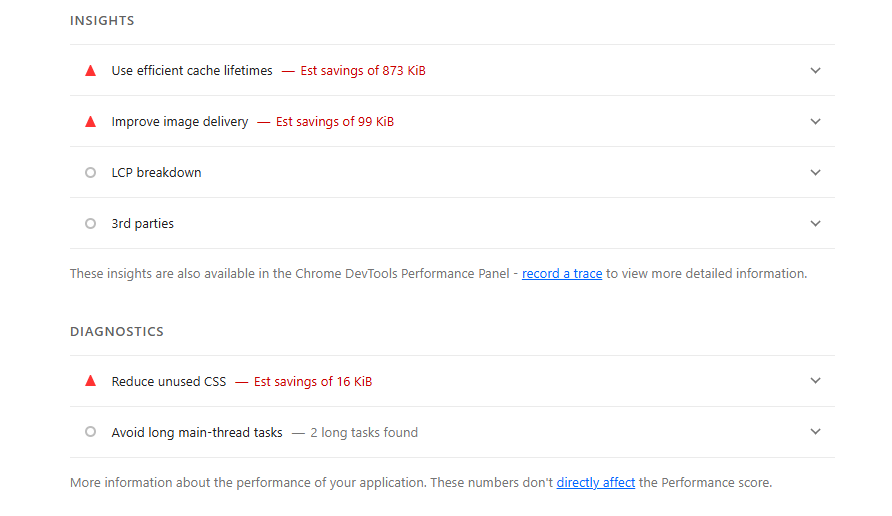 INSIGHTS
Use efficient cache lifetimes — Est savings of 873 KiB
Improve image delivery — Est savings of 99 KiB
LCP breakdown
3rd parties
These insights are also available in the Chrome DevTools Performance Panel - record a trace to view more detailed information.
DIAGNOSTICS
Reduce unused CSS — Est savings of 16 KiB
Avoid long main-thread tasks — 2 long tasks found
More information about the performance of your application. These numbers don't directly affect the Performance score.